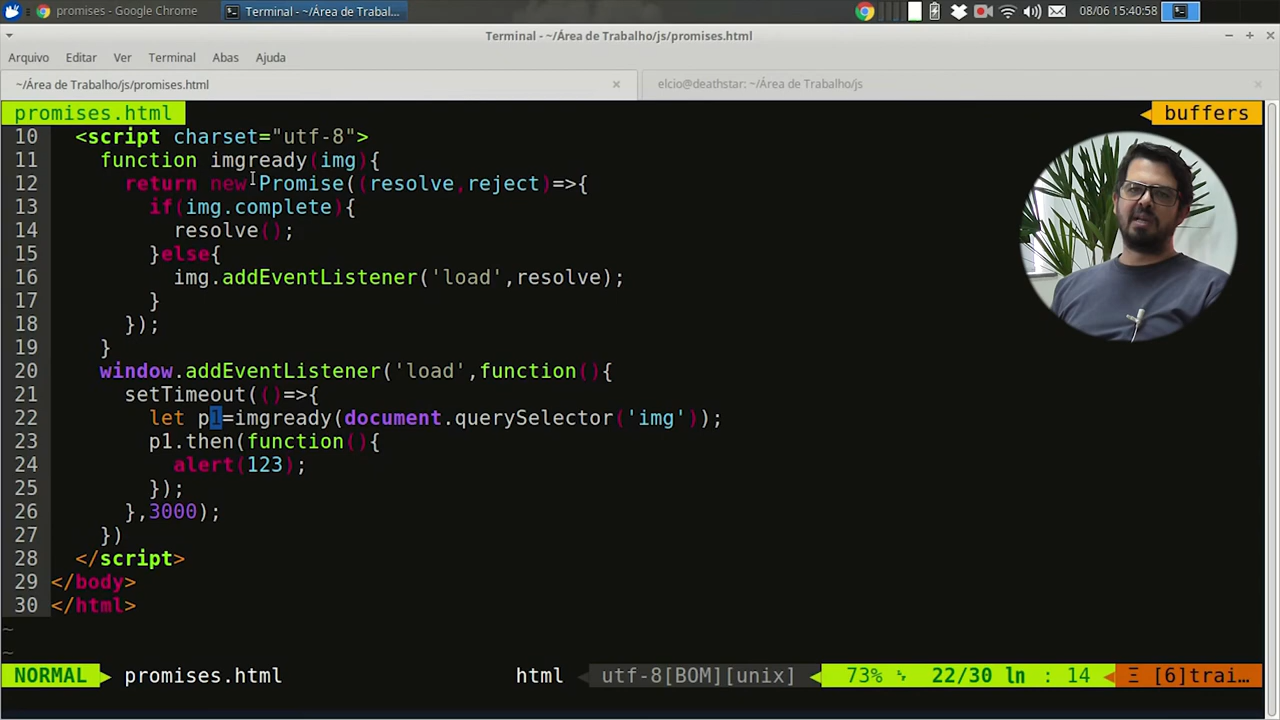 promises - Google Chrome
Terminal - ~/Área de Trabal...
08/06 15:40:58
Terminal - ~/Área de Trabalho/js/promises.html
Arquivo Editar Ver Terminal Abas Ajuda
~/Área de Trabalho/js/promises.html
elcio@deathstar: ~/Área de Trabalho/js
promises.html
buffers
10 <script charset="utf-8">
11 function imgready(img){
12 return new Promise((resolve,reject)=>{
13 if(img.complete){
14 resolve();
15 }else{
16 img.addEventListener('load',resolve);
17 }
18 });
19 }
20 window.addEventListener('load',function(){
21 setTimeout(()=>{
22 let p1=imgready(document.querySelector('img'));
23 p1.then(function(){
24 alert(123);
25 });
26 },3000);
27 })
28 </script>
29 </body>
30 </html>
~
~
NORMAL promises.html html utf-8[BOM][unix] 73% 22/30 ln : 14 Ξ [6]trai...